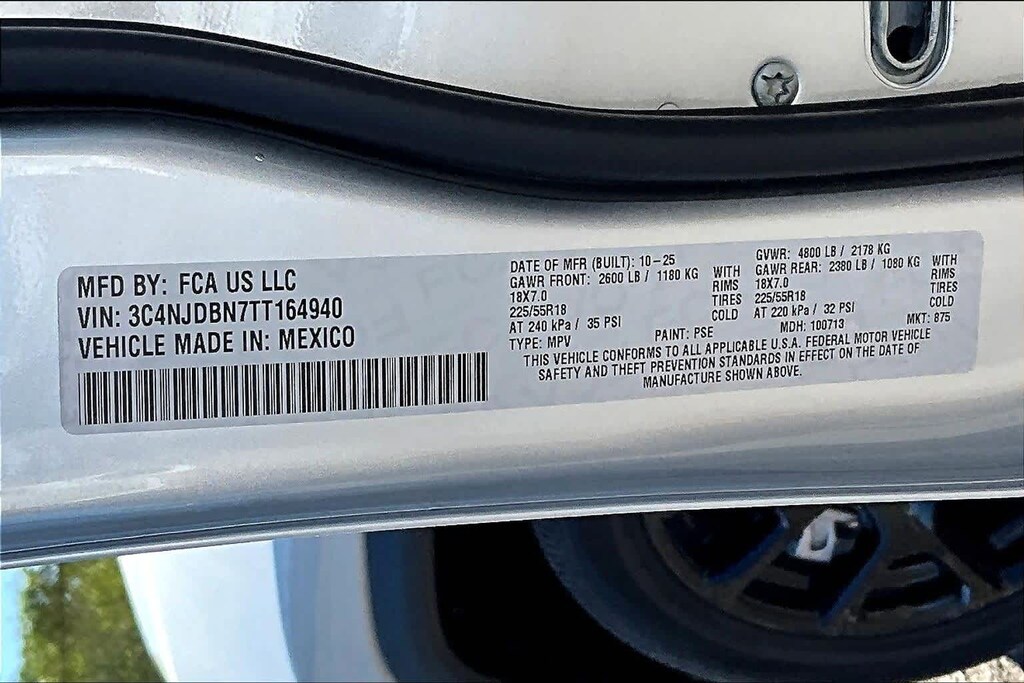 MFD BY: FCA US LLC
VIN: 3C4NJDBN7TT164940
VEHICLE MADE IN: MEXICO
DATE OF MFR (BUILT): 10-25
GAWR FRONT: 2600 LB / 1180 KG WITH
18X7.0 RIMS
225/55R18 TIRES
AT 240 kPa / 35 PSI COLD
TYPE: MPV
GVWR: 4800 LB / 2178 KG
GAWR REAR: 2380 LB / 1080 KG WITH
18X7.0 RIMS
225/55R18 TIRES
AT 220 kPa / 32 PSI COLD
PAINT: PSE MDH: 100713 MKT: 875
THIS VEHICLE CONFORMS TO ALL APPLICABLE U.S.A. FEDERAL MOTOR VEHICLE
SAFETY AND THEFT PREVENTION STANDARDS IN EFFECT ON THE DATE OF
MANUFACTURE SHOWN ABOVE.